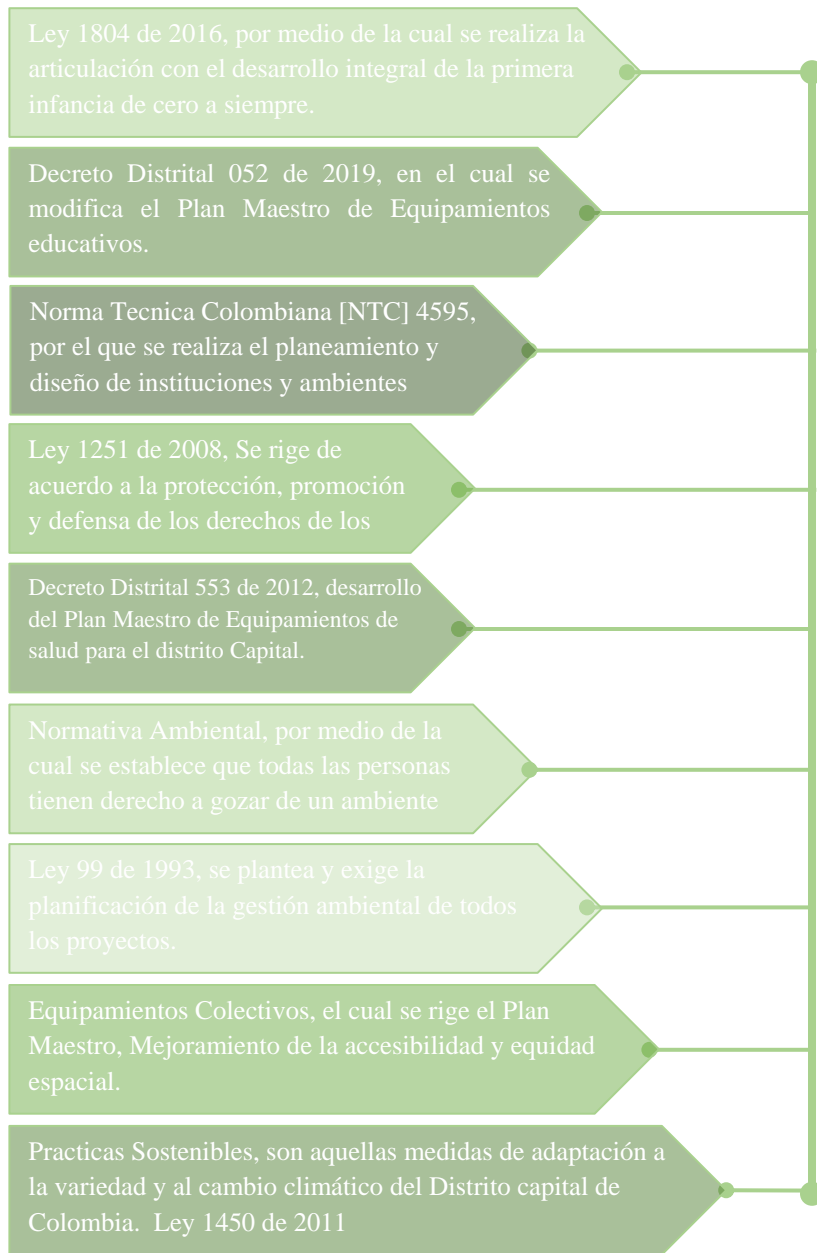 Ley 1804 de 2016, por medio de la cual se realiza la
articulación con el desarrollo integral de la primera
infancia de cero a siempre.
Decreto Distrital 052 de 2019, en el cual se
modifica el Plan Maestro de Equipamientos
educativos.
Norma Tecnica Colombiana [NTC] 4595,
por el que se realiza el planeamiento y
diseño de instituciones y ambientes
Ley 1251 de 2008, Se rige de
acuerdo a la protección, promoción
y defensa de los derechos de los
Decreto Distrital 553 de 2012, desarrollo
del Plan Maestro de Equipamientos de
salud para el distrito Capital.
Normativa Ambiental, por medio de la
cual se establece que todas las personas
tienen derecho a gozar de un ambiente
Ley 99 de 1993, se plantea y exige la
planificación de la gestión ambiental de todos
los proyectos.
Equipamientos Colectivos, el cual se rige el Plan
Maestro, Mejoramiento de la accesibilidad y equidad
espacial.
Practicas Sostenibles, son aquellas medidas de adaptación a
la variedad y al cambio climático del Distrito capital de
Colombia. Ley 1450 de 2011